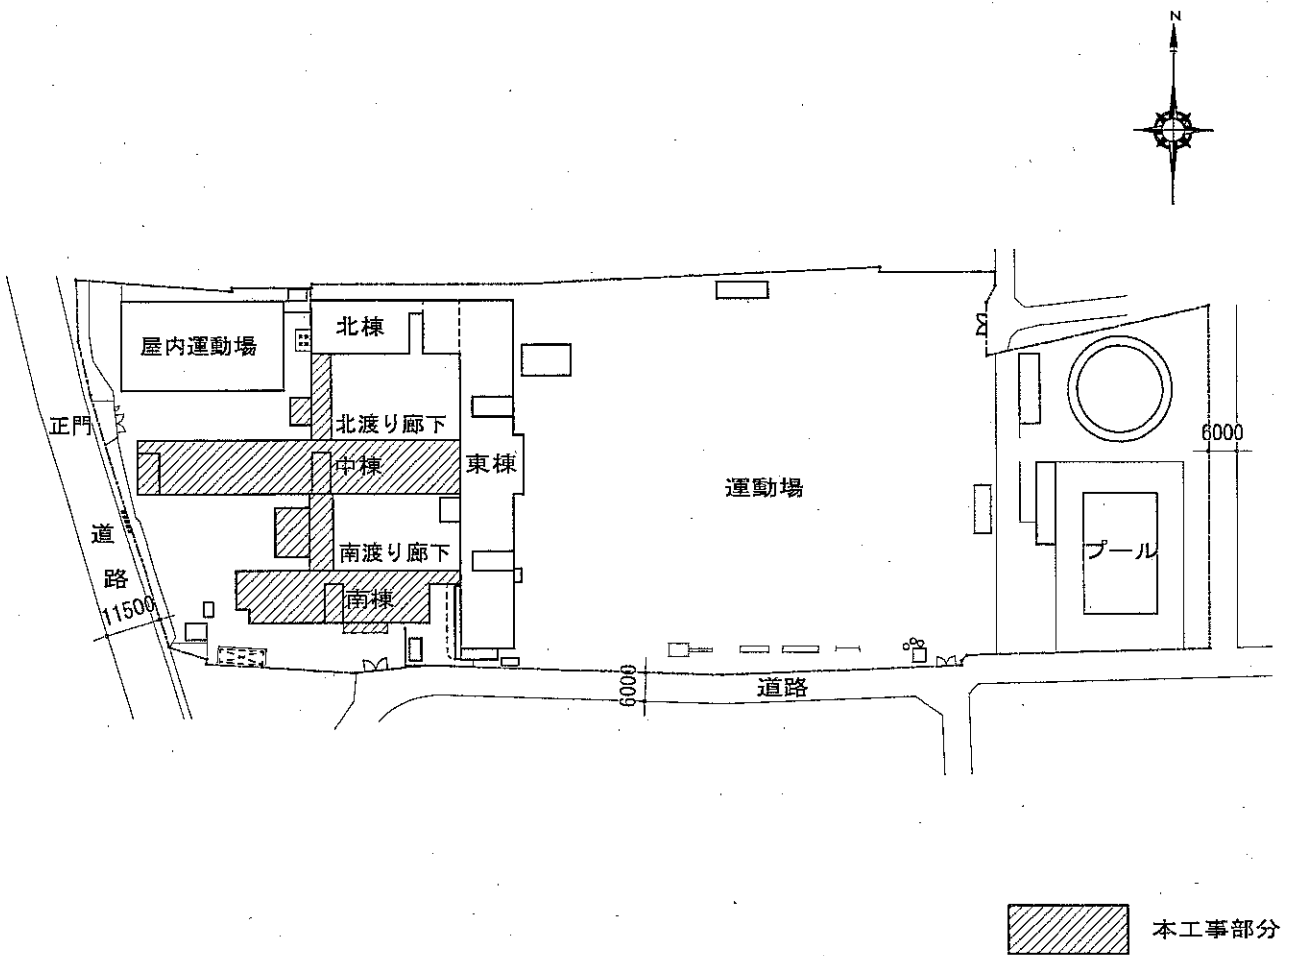 N
北棟
屋内運動場
北渡り廊下
正門
中棟
東棟
6000
運動場
道路
南渡り廊下
プール
南棟
11500
6000
道路
本工事部分